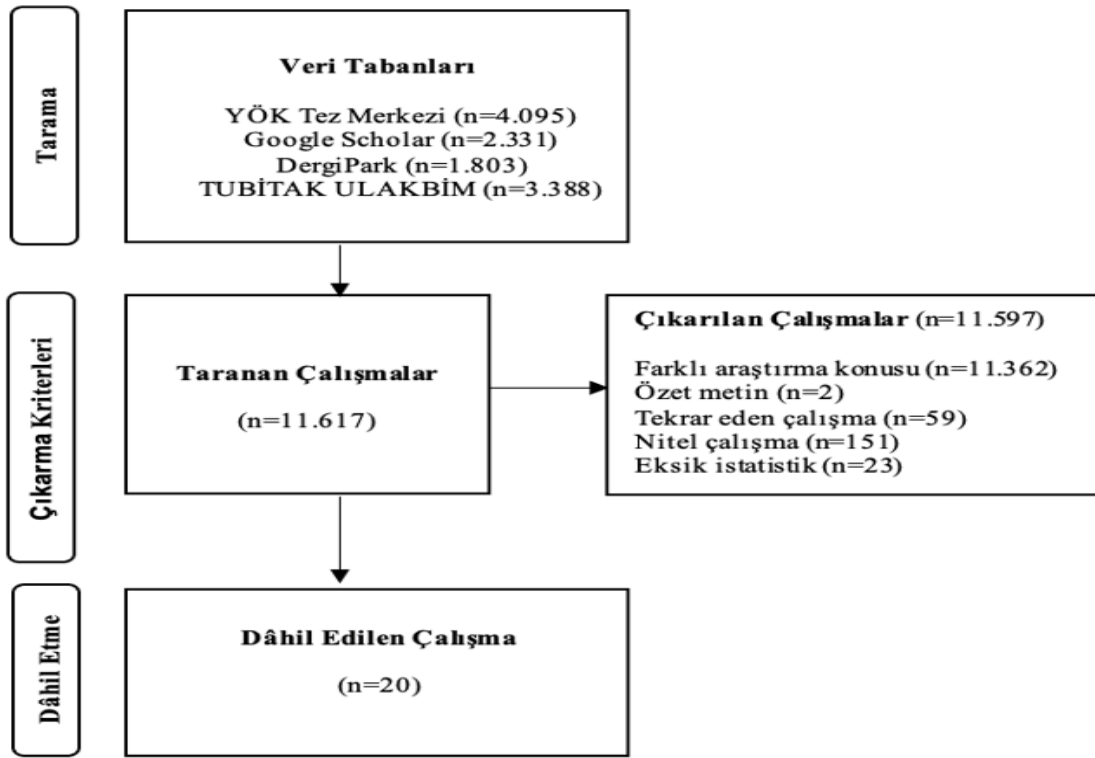 Tarama
Veri Tabanları
YÖK Tez Merkezi (n=4.095)
Google Scholar (n=2.331)
DergiPark (n=1.803)
TUBİTAK ULAKBİM (n=3.388)
Çıkarma Kriterleri
Taranan Çalışmalar
(n=11.617)
Çıkarılan Çalışmalar (n=11.597)
Farklı araştırma konusu (n=11.362)
Özet metin (n=2)
Tekrar eden çalışma (n=59)
Nitel çalışma (n=151)
Eksik istatistik (n=23)
Dâhil Etme
Dâhil Edilen Çalışma
(n=20)